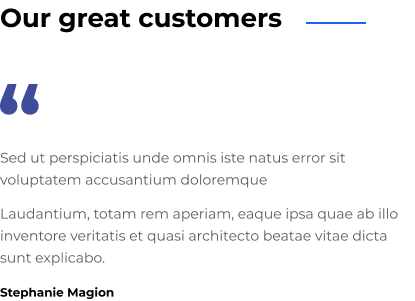 Our great customers
“
Sed ut perspiciatis unde omnis iste natus error sit
voluptatem accusantium doloremque
Laudantium, totam rem aperiam, eaque ipsa quae ab illo
inventore veritatis et quasi architecto beatae vitae dicta
sunt explicabo.
Stephanie Magion